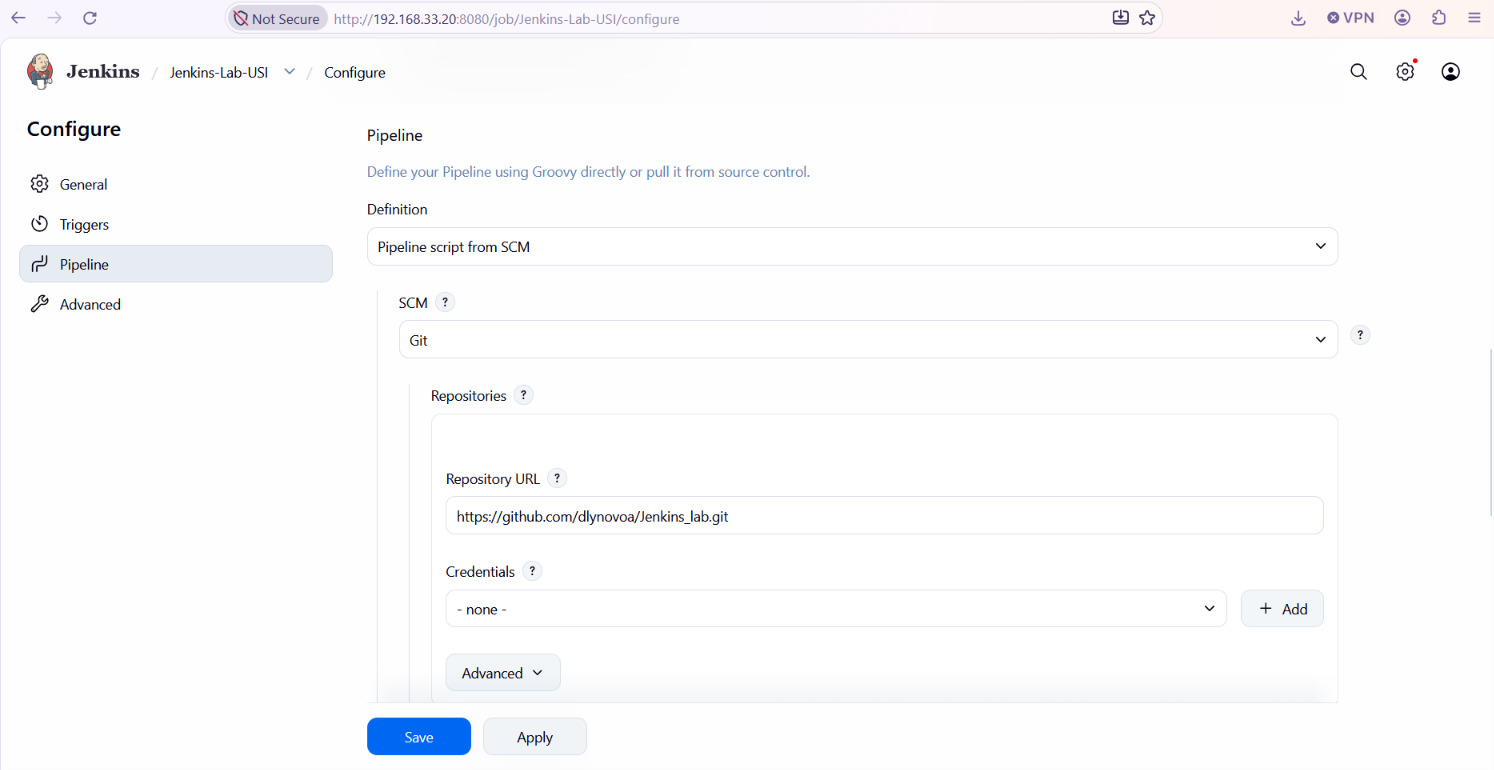 Not Secure http://192.168.33.20:8080/job/Jenkins-Lab-USI/configure VPN
Jenkins / Jenkins-Lab-USI / Configure
Configure
General
Triggers
Pipeline
Advanced
Pipeline
Define your Pipeline using Groovy directly or pull it from source control.
Definition
Pipeline script from SCM
SCM ?
Git
?
Repositories ?
Repository URL ?
https://github.com/dlynovoa/Jenkins_lab.git
Credentials ?
- none -
+ Add
Advanced
Save Apply